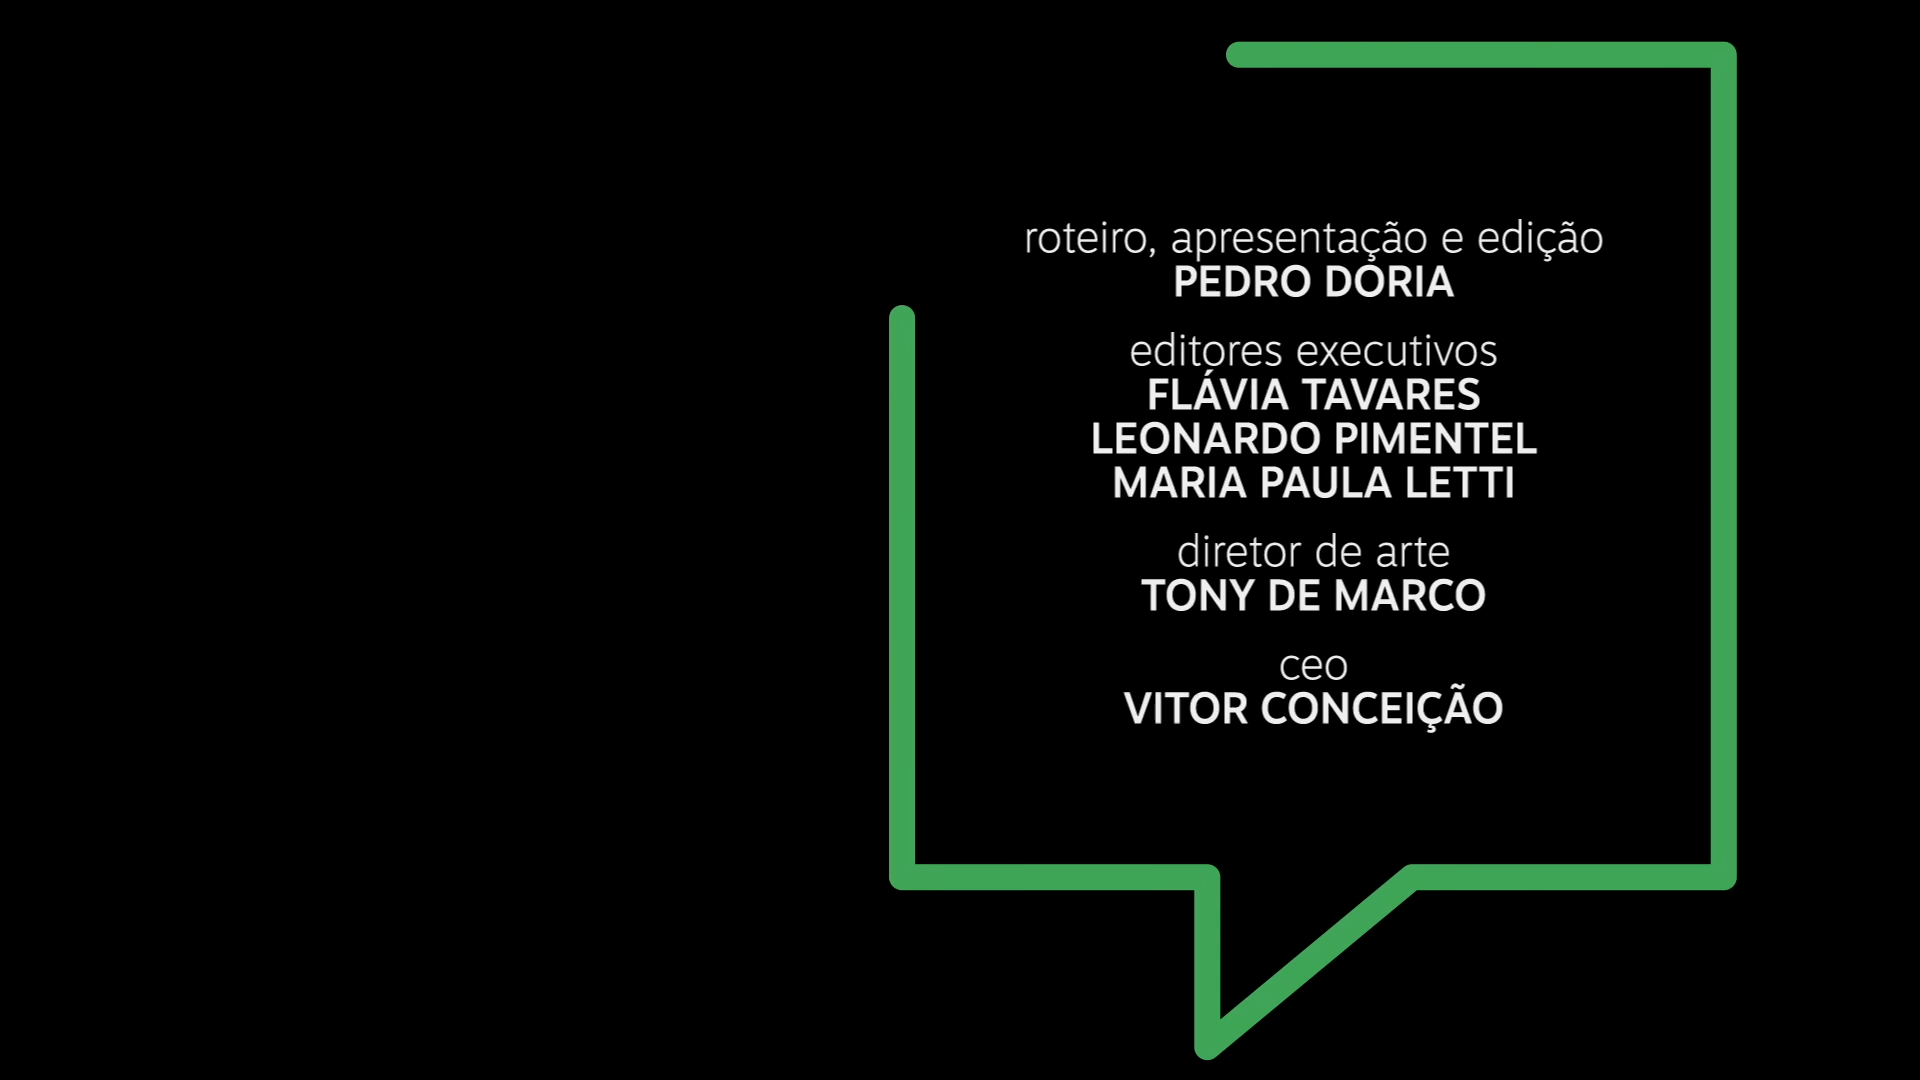 roteiro, apresentação e edição
PEDRO DORIA
editores executivos
FLÁVIA TAVARES
LEONARDO PIMENTEL
MARIA PAULA LETTI
diretor de arte
TONY DE MARCO
ceo
VITOR CONCEIÇÃO